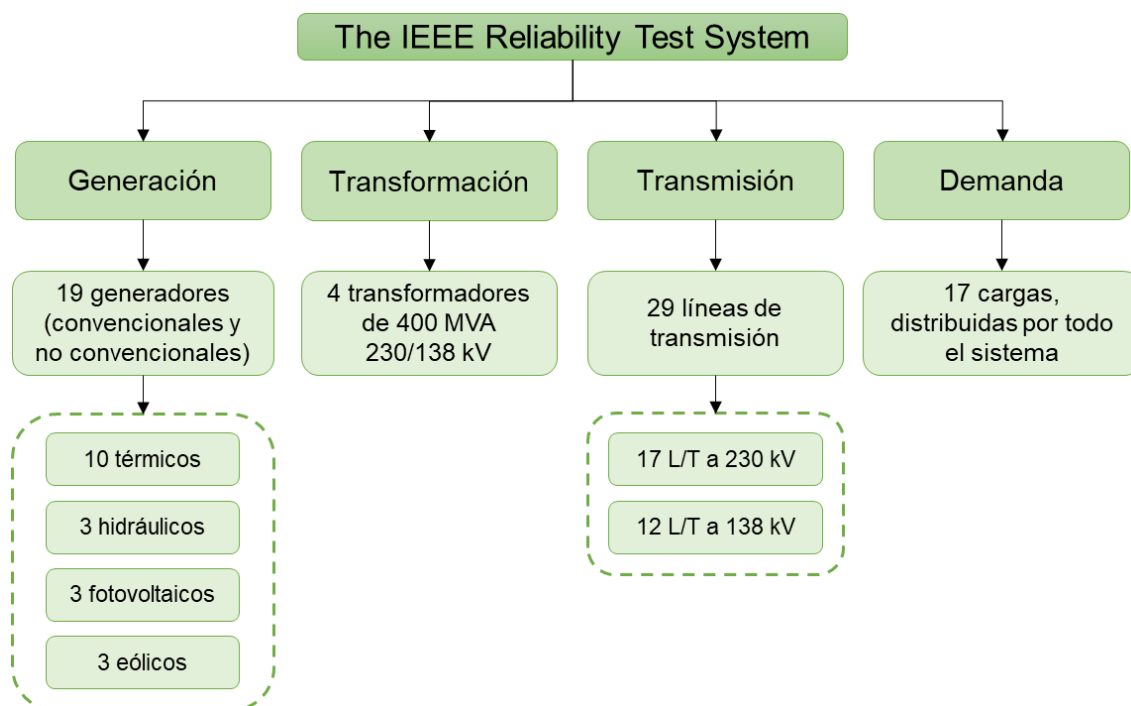 The IEEE Reliability Test System
Generación
Transformación
Transmisión
Demanda
19 generadores
(convencionales y
no convencionales)
4 transformadores
de 400 MVA
230/138 kV
29 líneas de
transmisión
17 cargas,
distribuidas por todo
el sistema
10 térmicos
3 hidráulicos
3 fotovoltaicos
3 eólicos
17 L/T a 230 kV
12 L/T a 138 kV